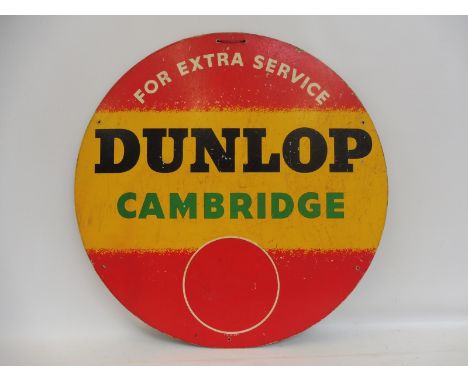 FOR EXTRA SERVICE
DUNLOP
CAMBRIDGE